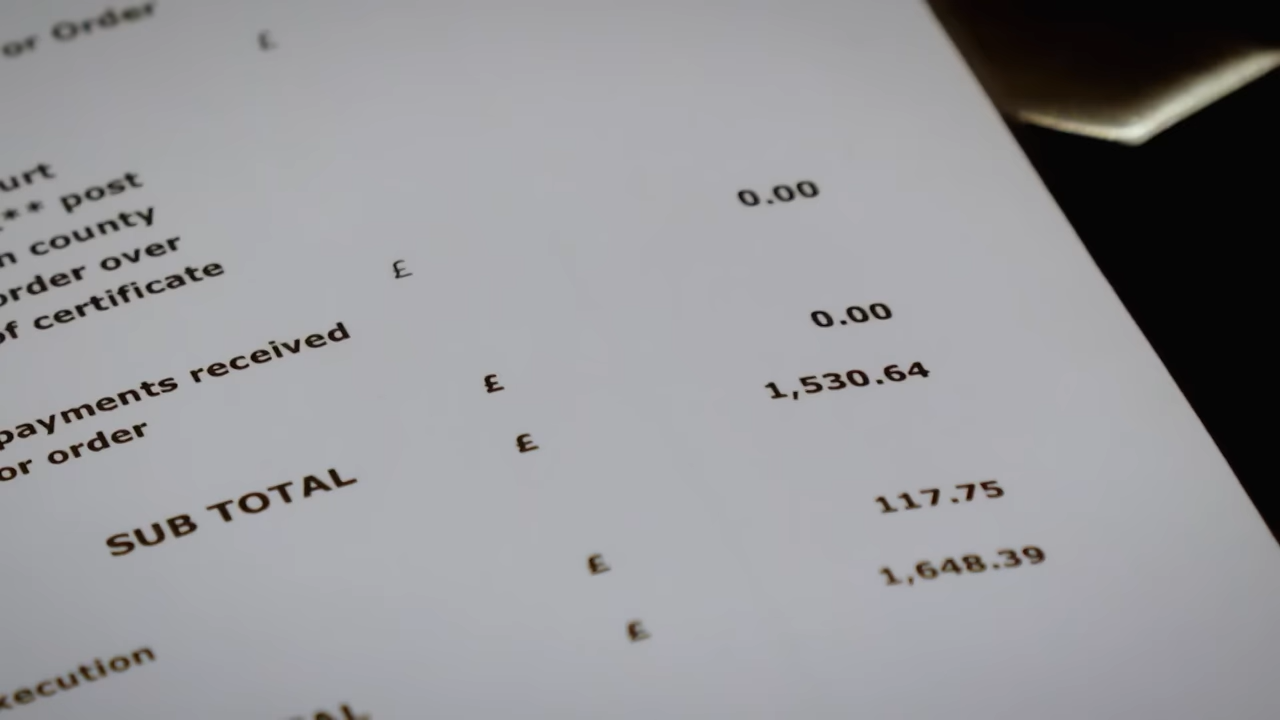 or Order £
urt
** post
n county
order over
of certificate £ 0.00
payments received £ 0.00
or order £ 1,530.64
SUB TOTAL
£ 117.75
xecution £ 1,648.39
AL